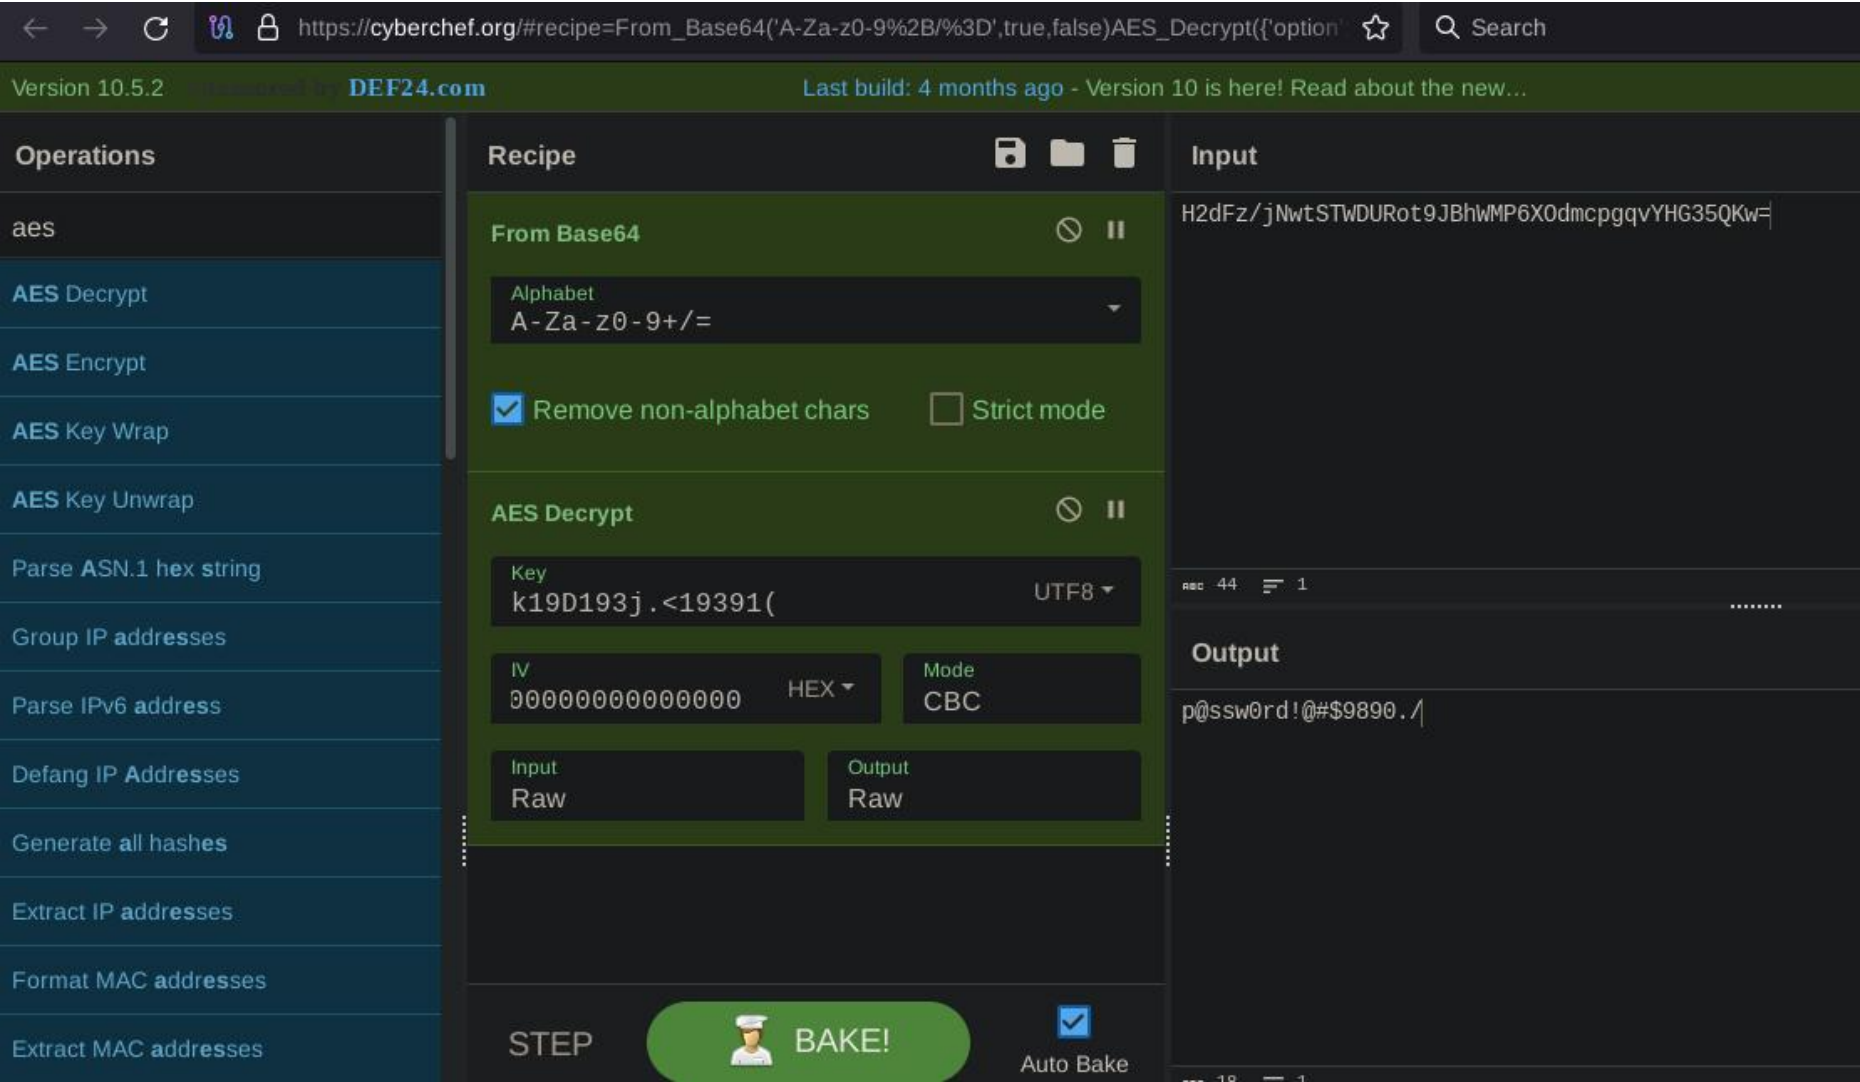 https://cyberchef.org/#recipe=From_Base64('A-Za-z0-9%2B/%3D',true,false)AES_Decrypt({'option'
Search
Version 10.5.2
by DEF24.com
Last build: 4 months ago - Version 10 is here! Read about the new...
Operations
aes
AES Decrypt
AES Encrypt
AES Key Wrap
AES Key Unwrap
Parse ASN.1 hex string
Group IP addresses
Parse IPv6 address
Defang IP Addresses
Generate all hashes
Extract IP addresses
Format MAC addresses
Extract MAC addresses
Recipe
From Base64
Alphabet
A-Za-z0-9+/=
Remove non-alphabet chars
Strict mode
AES Decrypt
Key
k19D193j.<19391(
UTF8
IV
00000000000000
HEX
Mode
CBC
Input
Raw
Output
Raw
STEP
BAKE!
Auto Bake
Input
H2dFz/jNwtSTWDURot9JBhWMP6XOdmcpgqvYHG35QKw=
ABC 44
1
Output
p@ssw0rd!@#$9890./
18
1